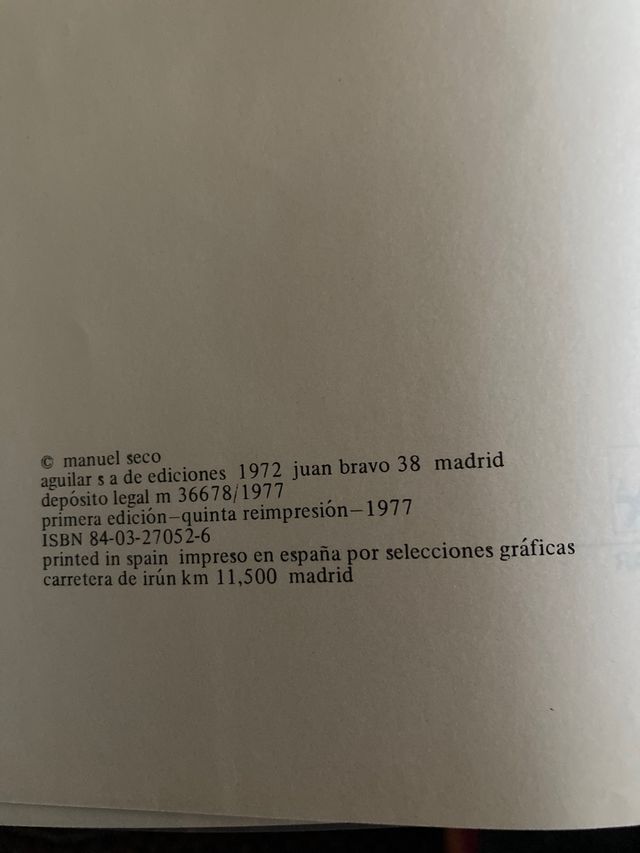 © manuel seco
aguilar s a de ediciones 1972 juan bravo 38 madrid
depósito legal m 36678/1977
primera edición—quinta reimpresión—1977
ISBN 84-03-27052-6
printed in spain impreso en españa por selecciones gráficas
carretera de irún km 11,500 madrid